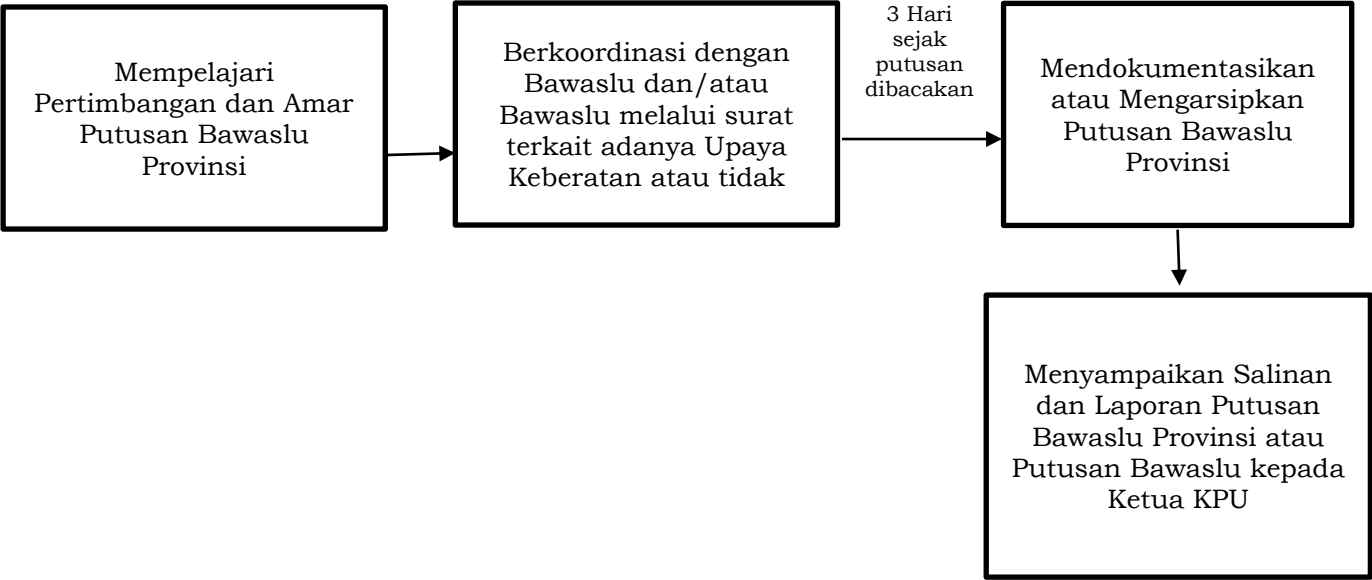 Mempelajari
Pertimbangan dan Amar
Putusan Bawaslu
Provinsi
Berkoordinasi dengan
Bawaslu dan/atau
Bawaslu melalui surat
terkait adanya Upaya
Keberatan atau tidak
3 Hari
sejak
putusan
dibacakan
Mendokumentasikan
atau Mengarsipkan
Putusan Bawaslu
Provinsi
Menyampaikan Salinan
dan Laporan Putusan
Bawaslu Provinsi atau
Putusan Bawaslu kepada
Ketua KPU